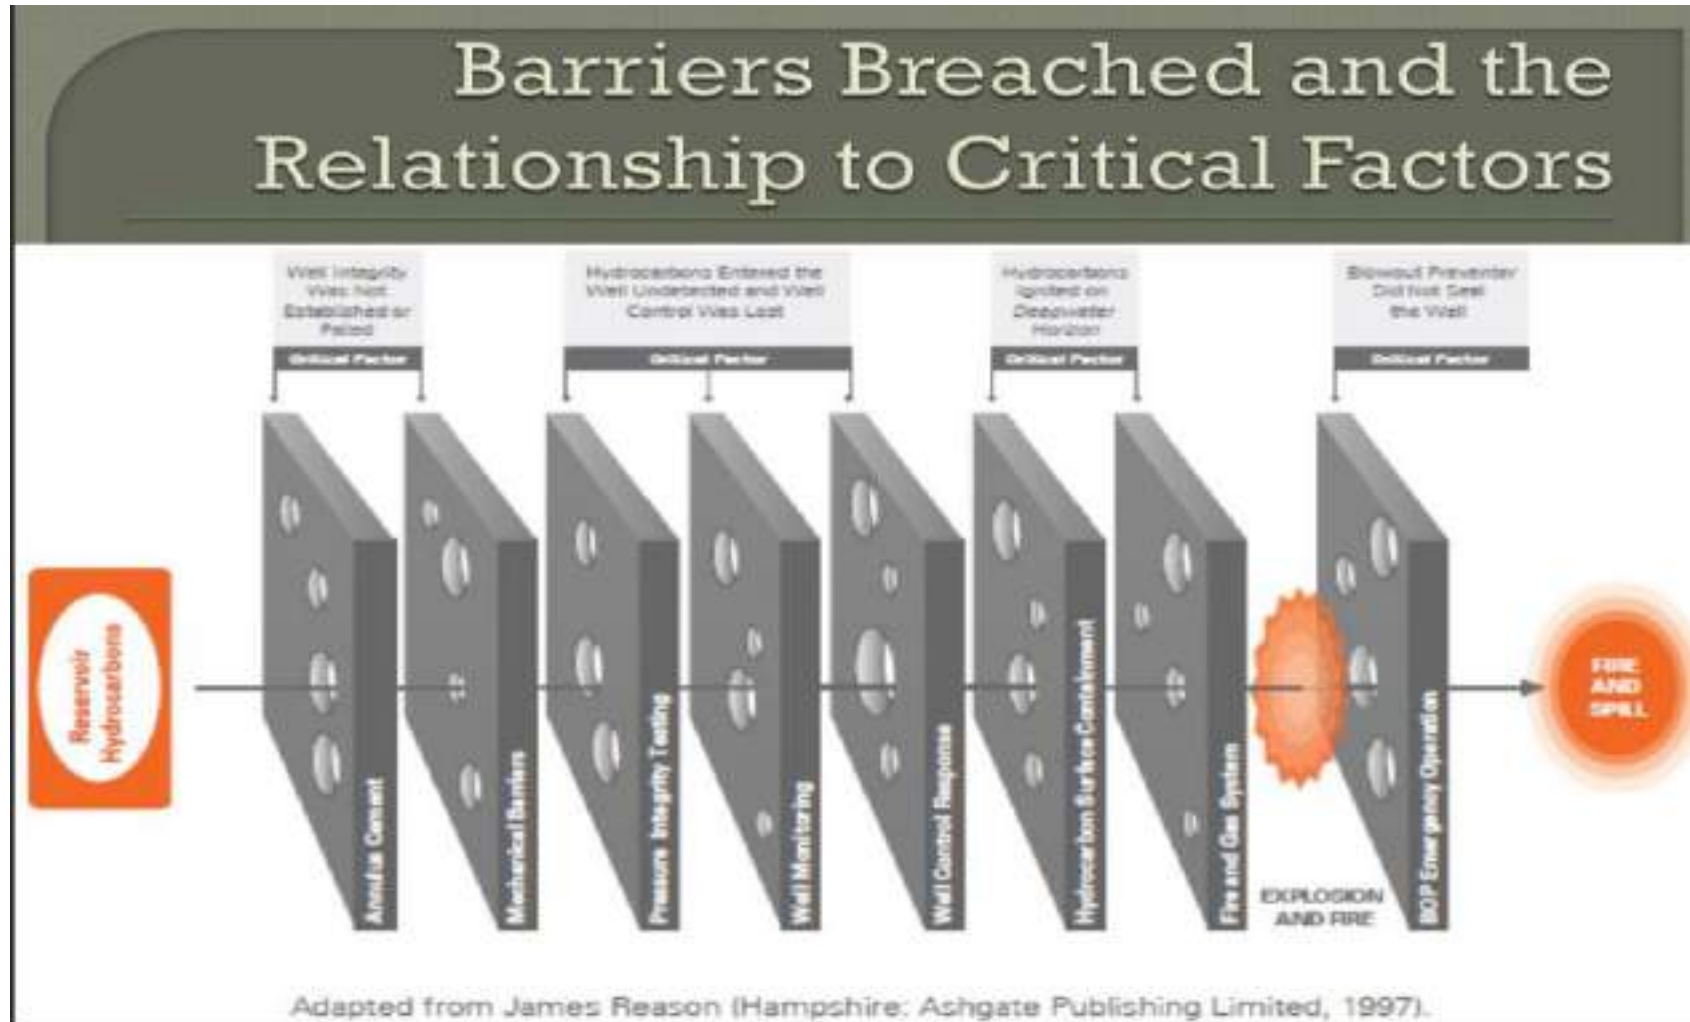 Barriers Breached and the
Relationship to Critical Factors
Well Integrity
Was Not
Established or
Failed
Critical Factor
Hydrocarbons Entered the
Well Undetected and Well
Control Was Lost
Critical Factor
Hydrocarbons
Ignited on
Deepwater
Horizon
Critical Factor
Blowout Preventer
Did Not Seal
the Well
Critical Factor
Reservoir
Hydrocarbons
Annulus Cement
Mechanical Barriers
Pressure Integrity Testing
Well Monitoring
Well Control Response
Hydrocarbon Surface Containment
Fire and Gas System
EXPLOSION
AND FIRE
BOP Emergency Operation
FIRE
AND
SPILL
Adapted from James Reason (Hampshire: Ashgate Publishing Limited, 1997).